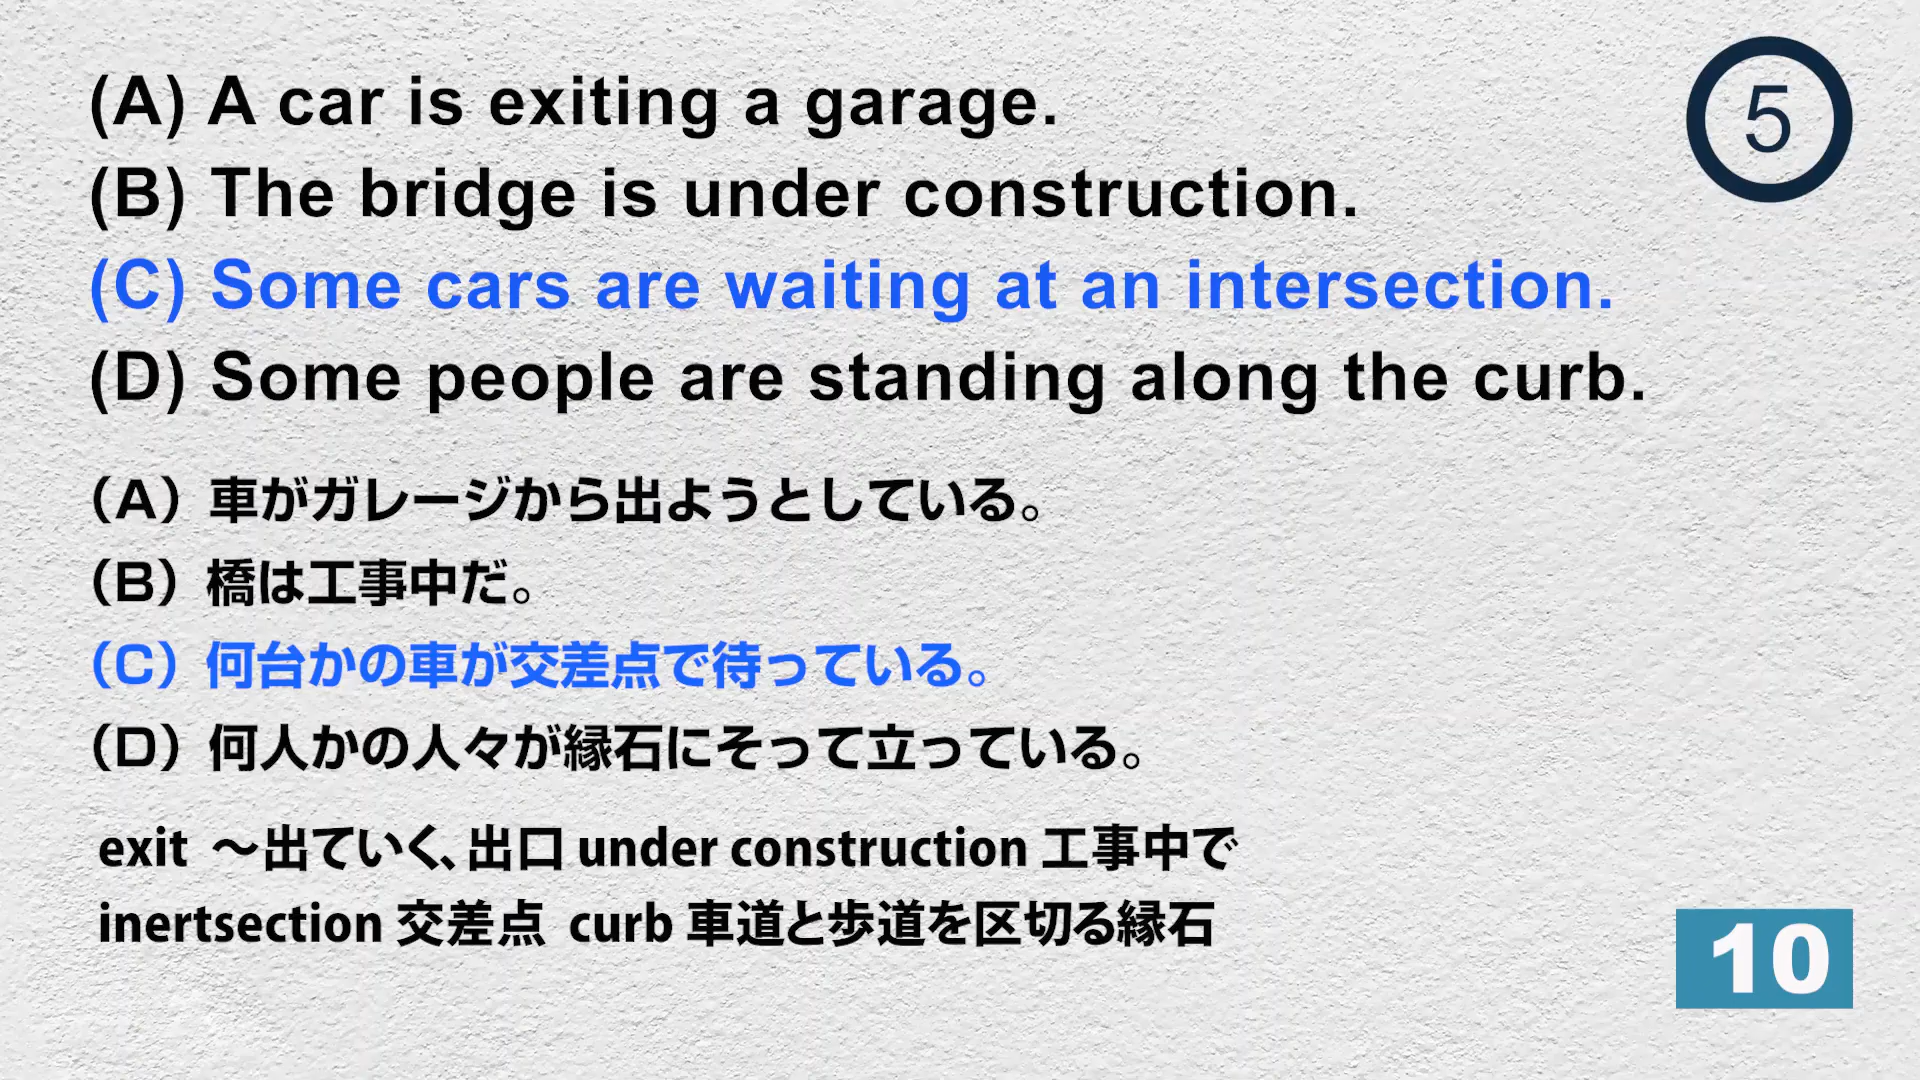 (A) A car is exiting a garage.
5
(B) The bridge is under construction.
(C) Some cars are waiting at an intersection.
(D) Some people are standing along the curb.
（A）車がガレージから出ようとしている。
（B）橋は工事中だ。
（C）何台かの車が交差点で待っている。
（D）何人かの人々が縁石にそって立っている。
exit ～出ていく、出口 under construction 工事中で
inertsection 交差点 curb 車道と歩道を区切る縁石
10